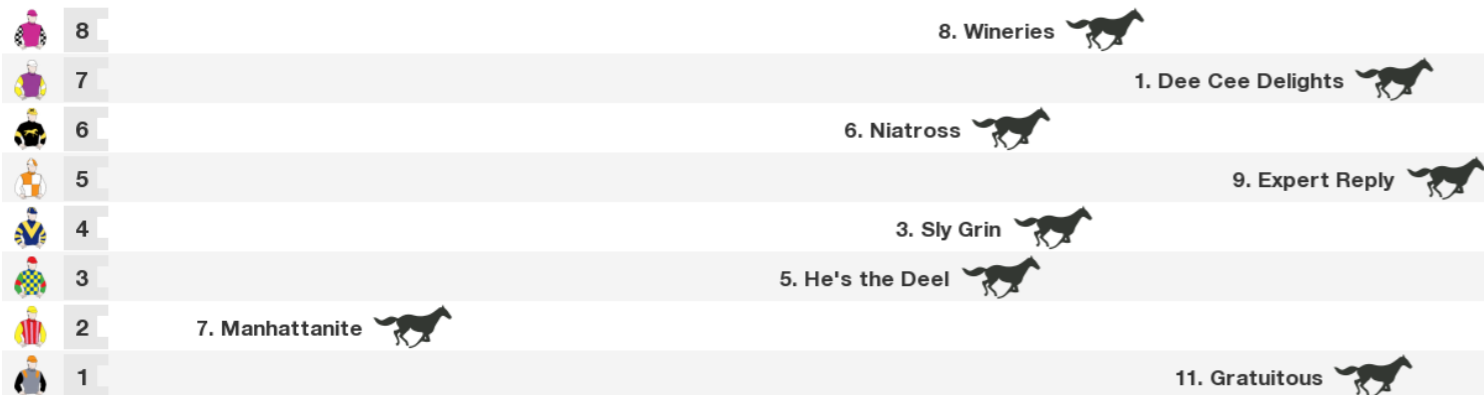 8 8. Wineries
7 1. Dee Cee Delights
6 6. Niatross
5 9. Expert Reply
4 3. Sly Grin
3 5. He's the Deel
2 7. Manhattanite
1 11. Gratuitous